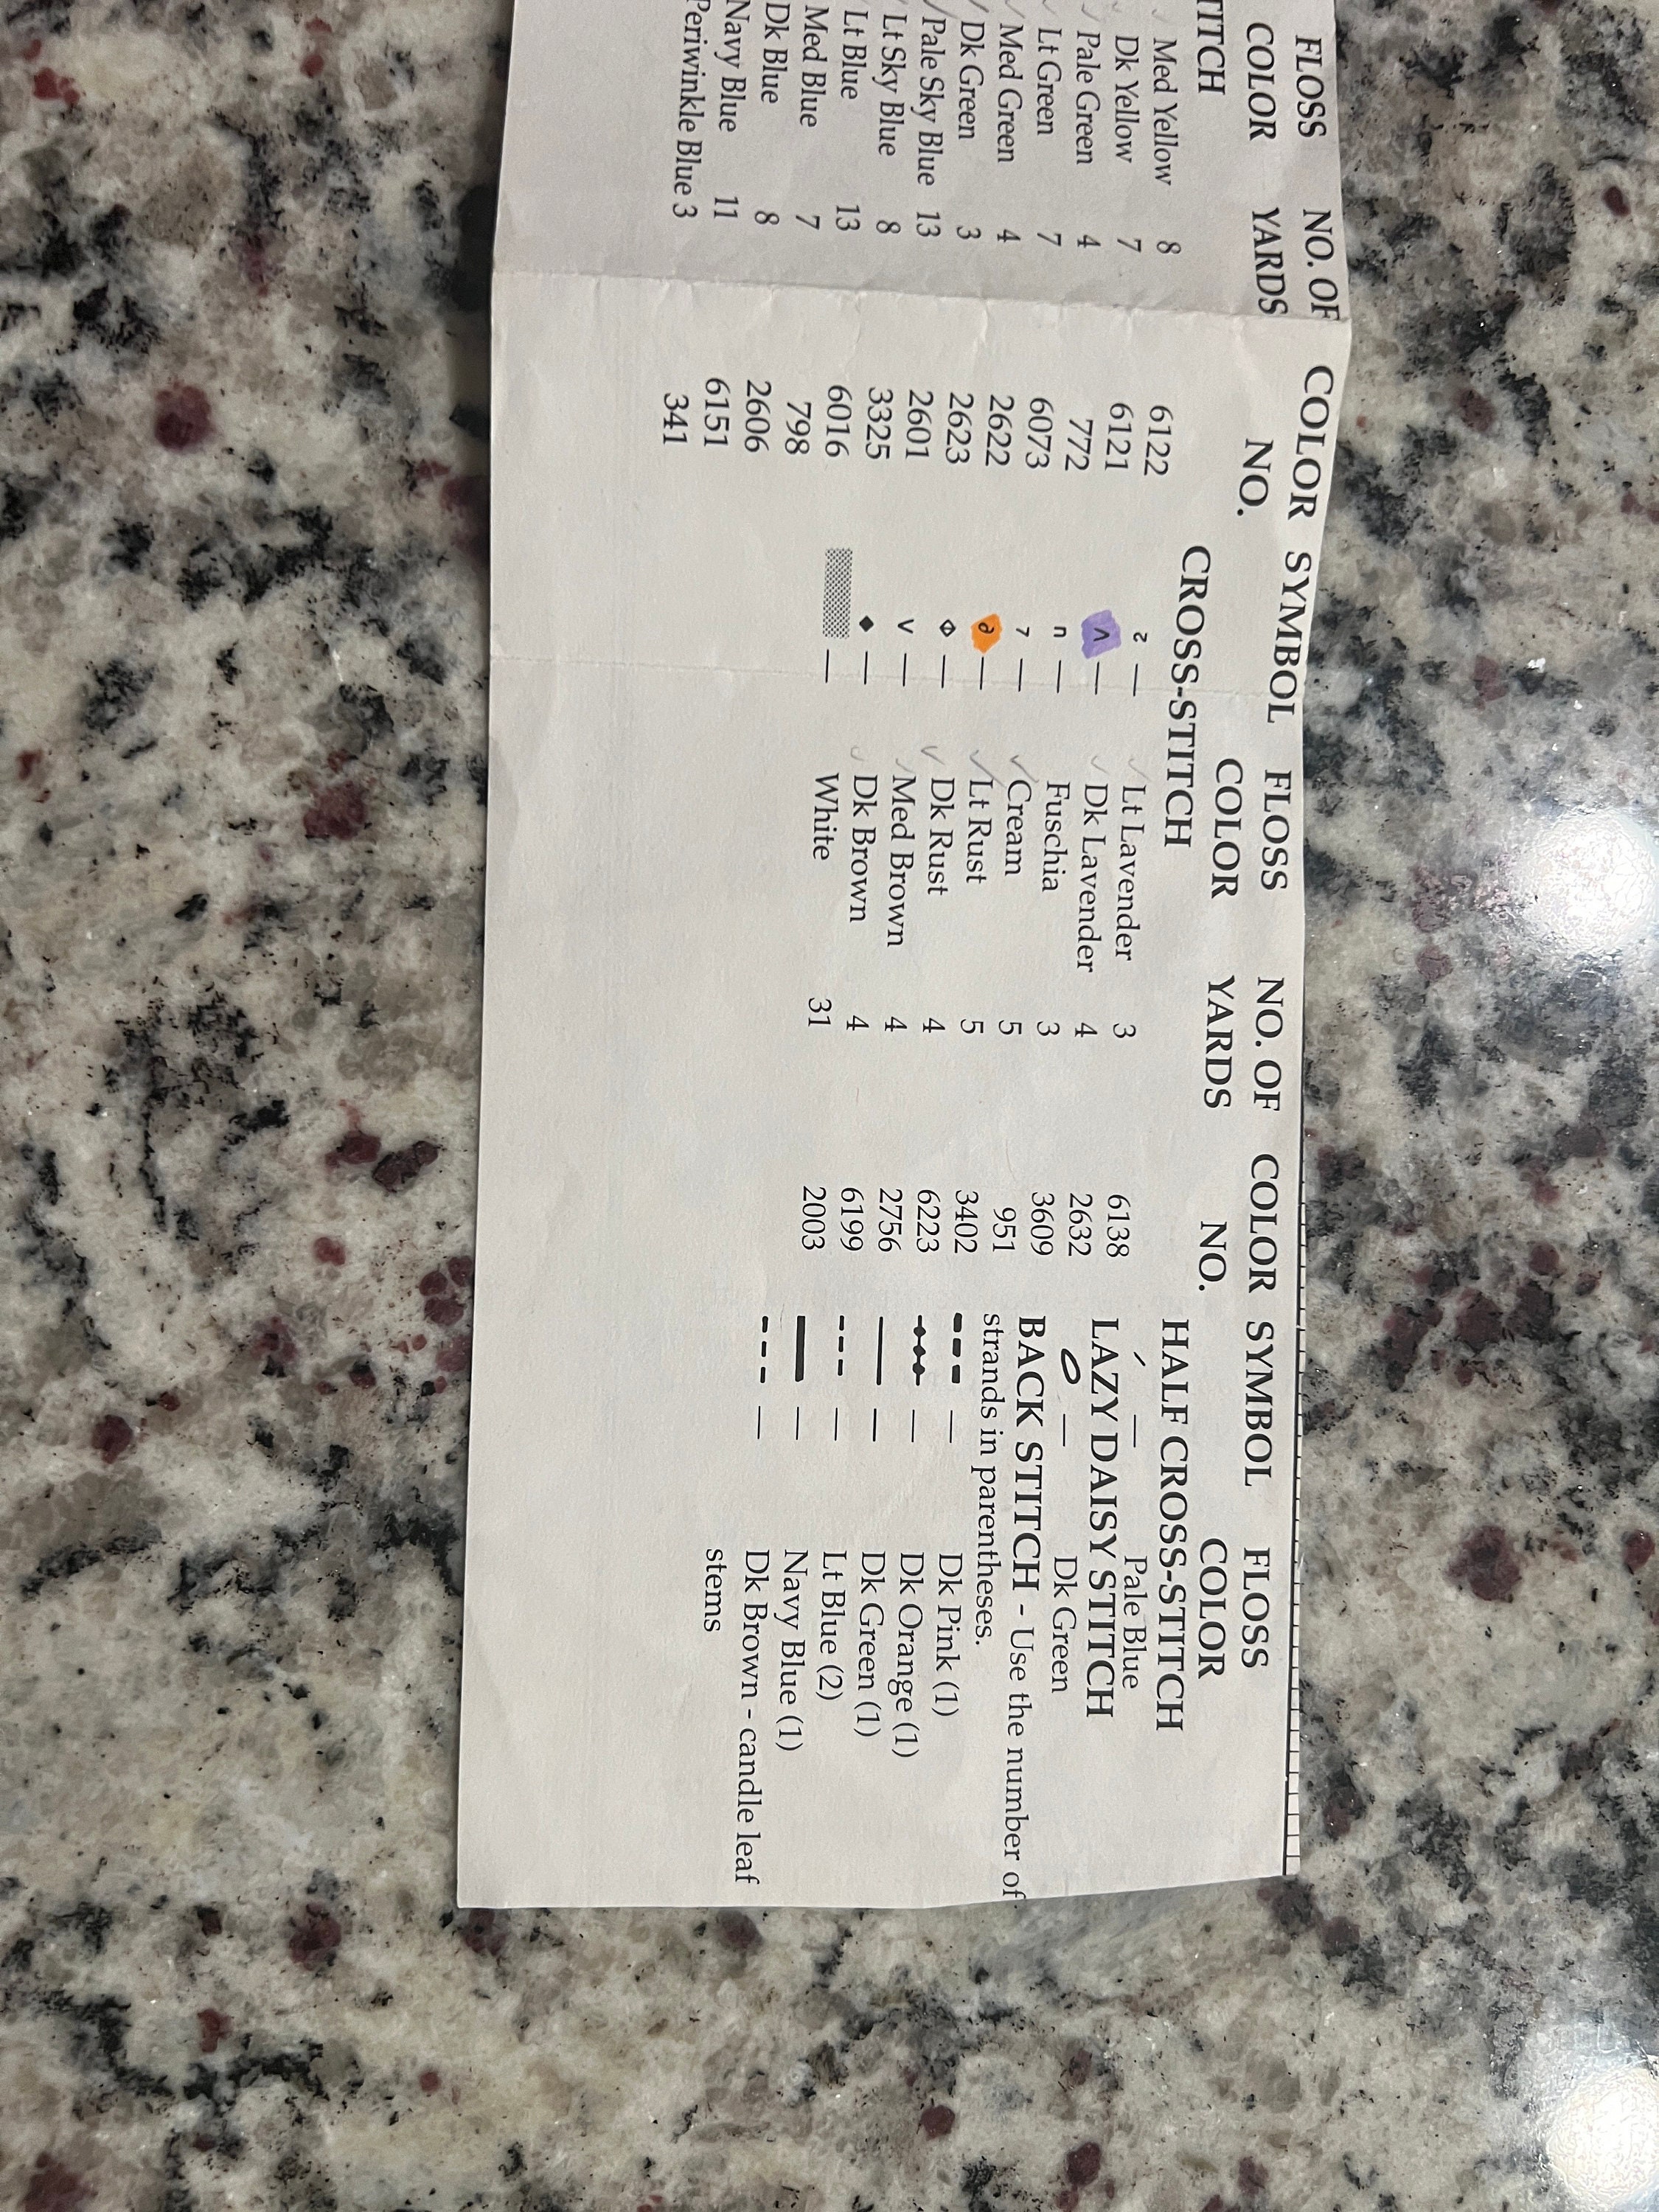 FLOSS NO. OF COLOR SYMBOL FLOSS NO. OF COLOR SYMBOL FLOSS
COLOR YARDS NO. COLOR YARDS NO. COLOR
CROSS-STITCH HALF CROSS-STITCH
Med Yellow 8 6122 — Lt Lavender 3 6138 — Pale Blue
Dk Yellow 7 6121 — Dk Lavender 4 2632 LAZY DAISY STITCH
Pale Green 4 772 — Fuschia 3 3609 — Dk Green
Lt Green 7 6073 — Cream 5 951 BACK STITCH - Use the number of
Med Green 4 2622 — Lt Rust 5 3402 strands in parentheses.
Dk Green 3 2623 — Dk Rust 4 6223 — Dk Pink (1)
Pale Sky Blue 13 2601 — Med Brown 4 2756 — Dk Orange (1)
Lt Sky Blue 8 3325 — Dk Brown 4 6199 — Dk Green (1)
Lt Blue 13 6016 — White 31 2003 — Lt Blue (2)
Med Blue 7 798 — Navy Blue (1)
Dk Blue 8 2606 — Dk Brown - candle leaf
Navy Blue 11 6151 stems
Periwinkle Blue 3 341